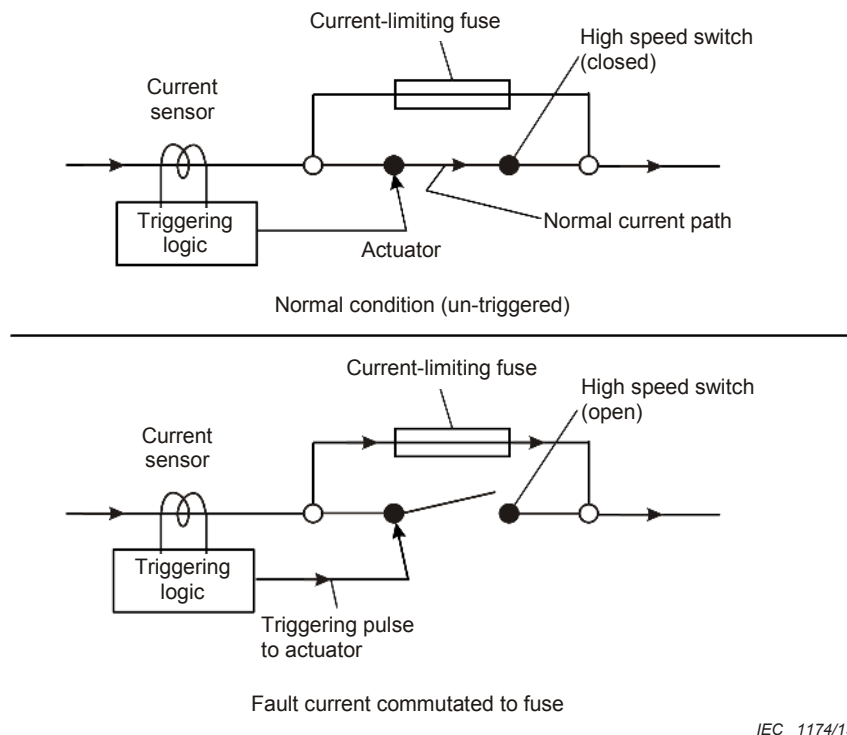 Current-limiting fuse
High speed switch
(closed)
Current
sensor
Triggering
logic
Actuator
Normal current path
Normal condition (un-triggered)
Current-limiting fuse
High speed switch
(open)
Current
sensor
Triggering
logic
Triggering pulse
to actuator
Fault current commutated to fuse
IEC 1174/1